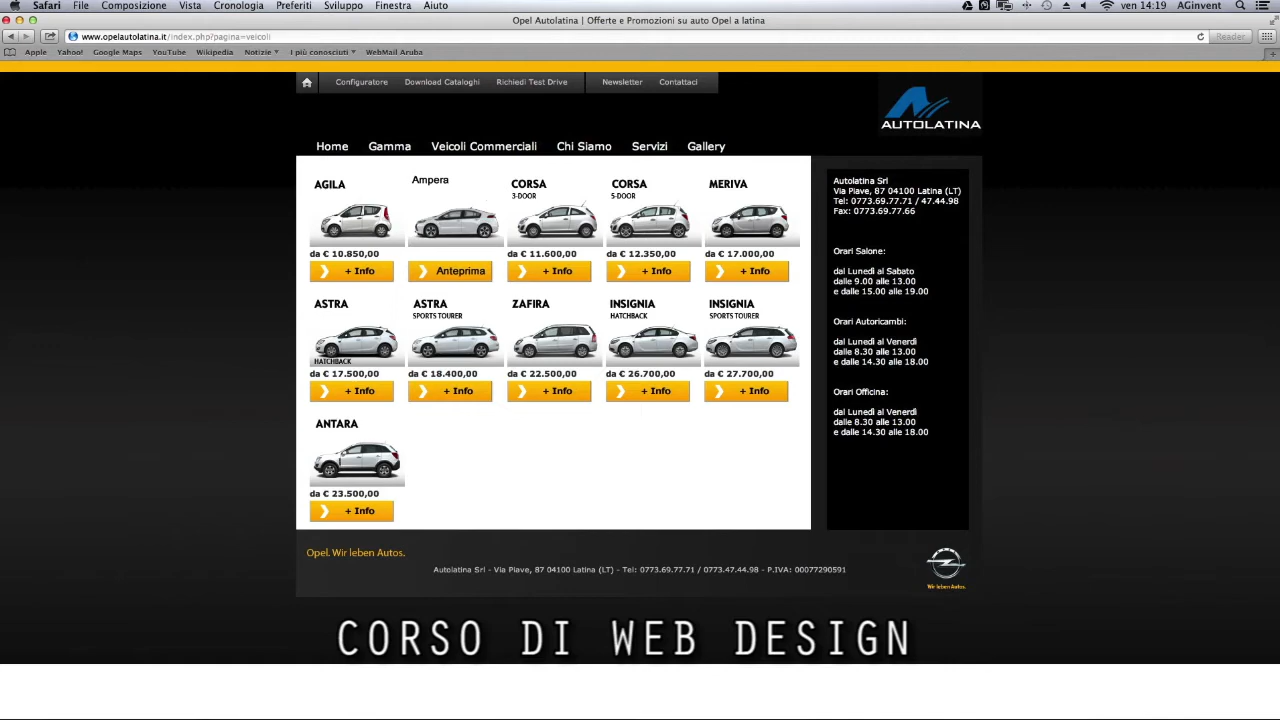 Safari File Composizione Vista Cronologia Preferiti Sviluppo Finestra Aiuto ven 14:19 AGinvent
Opel Autolatina | Offerte e Promozioni su auto Opel a latina
www.opelautolatina.it/index.php?pagina=veicoli Reader
Apple Yahoo! Google Maps YouTube Wikipedia Notizie I più conosciuti WebMail Aruba
Configuratore Download Cataloghi Richiedi Test Drive Newsletter Contattaci
AUTOLATINA
Home Gamma Veicoli Commerciali Chi Siamo Servizi Gallery
AGILA
da € 10.850,00
+ Info
Ampera
Anteprima
CORSA
3-DOOR
da € 11.600,00
+ Info
CORSA
5-DOOR
da € 12.350,00
+ Info
MERIVA
da € 17.000,00
+ Info
ASTRA
HATCHBACK
da € 17.500,00
+ Info
ASTRA
SPORTS TOURER
da € 18.400,00
+ Info
ZAFIRA
da € 22.500,00
+ Info
INSIGNIA
HATCHBACK
da € 26.700,00
+ Info
INSIGNIA
SPORTS TOURER
da € 27.700,00
+ Info
ANTARA
da € 23.500,00
+ Info
Autolatina Srl
Via Piave, 87 04100 Latina (LT)
Tel: 0773.69.77.71 / 47.44.98
Fax: 0773.69.77.66
Orari Salone:
dal Lunedì al Sabato
dalle 9.00 alle 13.00
e dalle 15.00 alle 19.00
Orari Autoricambi:
dal Lunedì al Venerdì
dalle 8.30 alle 13.00
e dalle 14.30 alle 18.00
Orari Officina:
dal Lunedì al Venerdì
dalle 8.30 alle 13.00
e dalle 14.30 alle 18.00
Opel. Wir leben Autos.
Autolatina Srl - Via Piave, 87 04100 Latina (LT) - Tel: 0773.69.77.71 / 0773.47.44.98 - P.IVA: 00077290591
Wir leben Autos.
CORSO DI WEB DESIGN